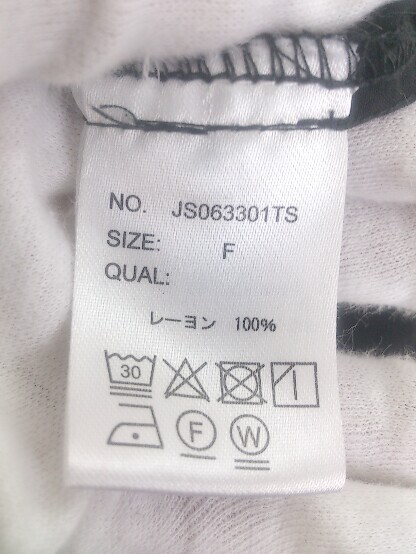 NO. JS063301TS
SIZE: F
QUAL:
レーヨン 100%
30
F W